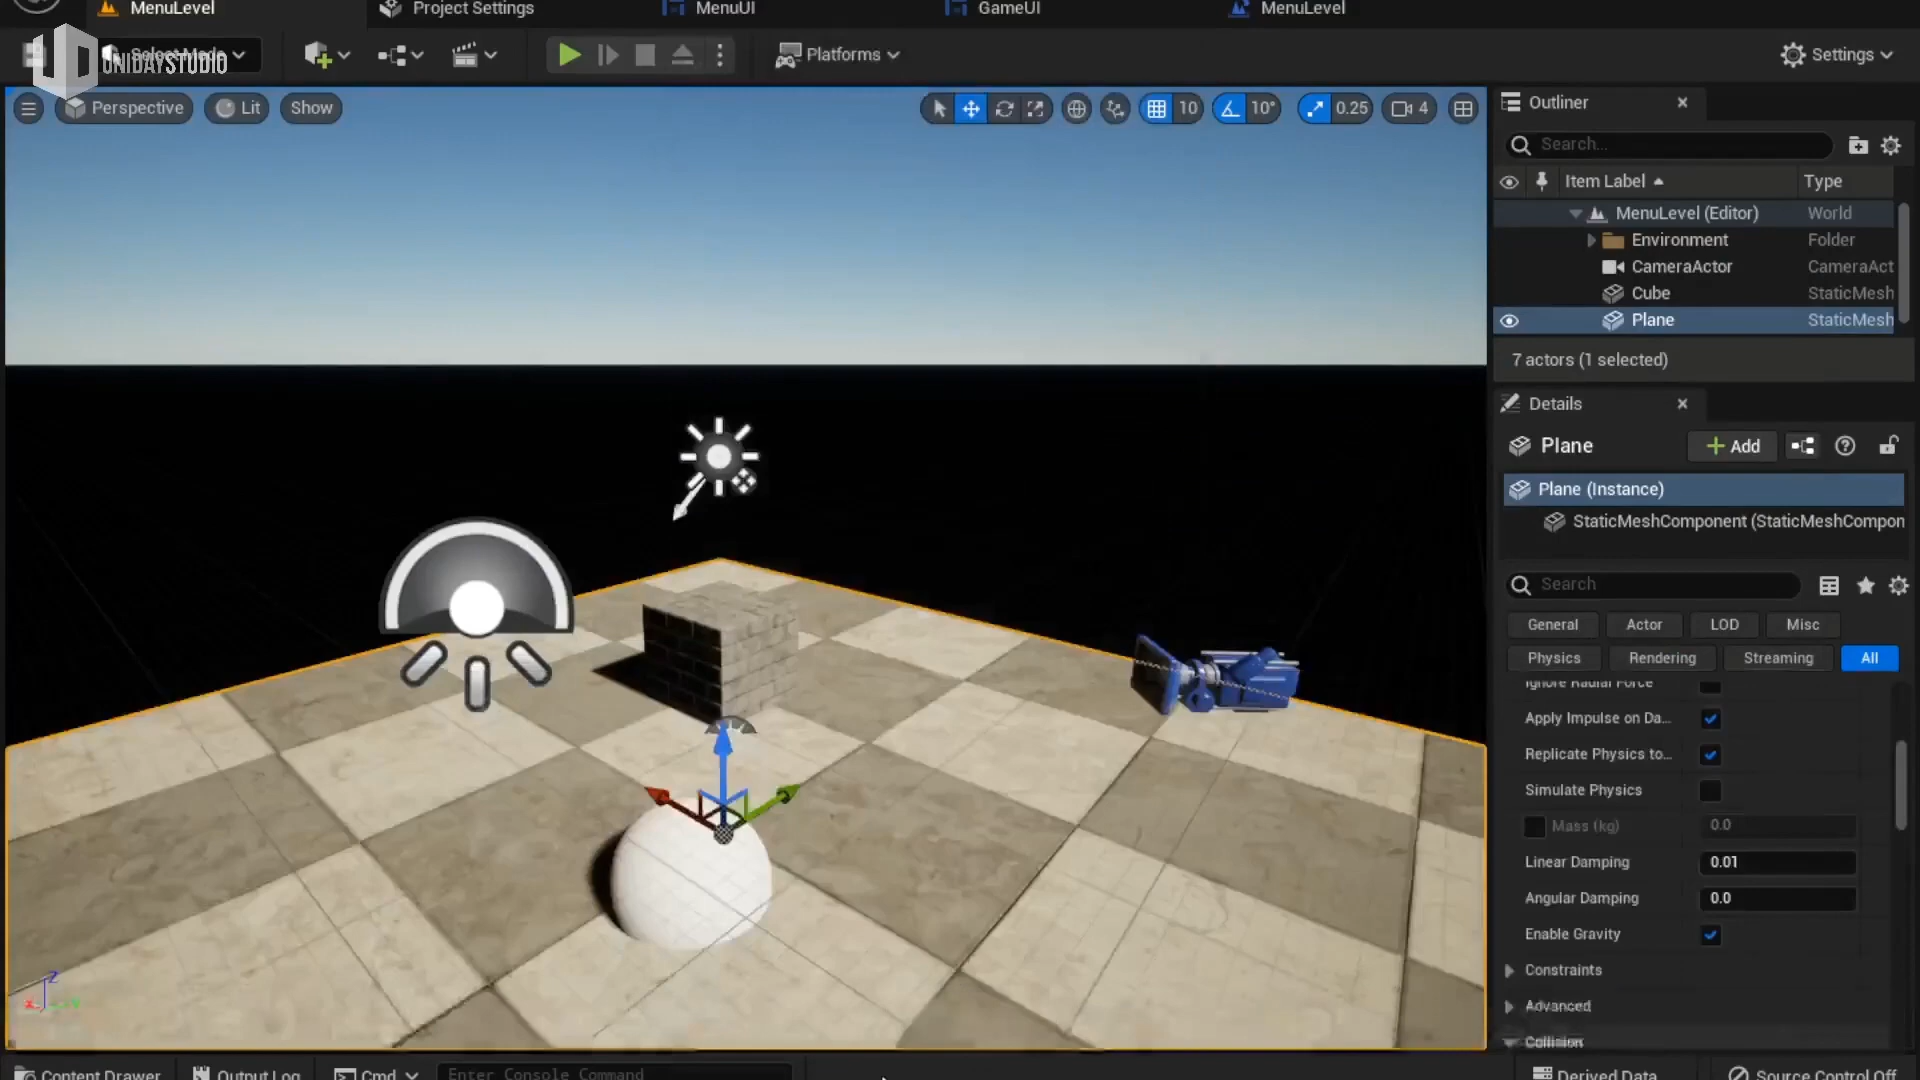 MenuLevel
Project Settings
MenuUI
GameUI
MenuLevel
UNIDAYSTUDIO
Select Mode
Platforms
Settings
Perspective
Lit
Show
10
10°
0.25
4
Outliner
Search...
Item Label
Type
MenuLevel (Editor)
World
Environment
Folder
CameraActor
CameraAct
Cube
StaticMesh
Plane
StaticMesh
7 actors (1 selected)
Details
Plane
Add
Plane (Instance)
StaticMeshComponent (StaticMeshCompon
Search
General
Actor
LOD
Misc
Physics
Rendering
Streaming
All
Ignore Radial Force
Apply Impulse on Da...
Replicate Physics to...
Simulate Physics
Mass (kg)
0.0
Linear Damping
0.01
Angular Damping
0.0
Enable Gravity
Constraints
Advanced
Collision
Z
X
Y
Content Drawer
Output Log
Cmd
Enter Console Command
Derived Data
Source Control Off